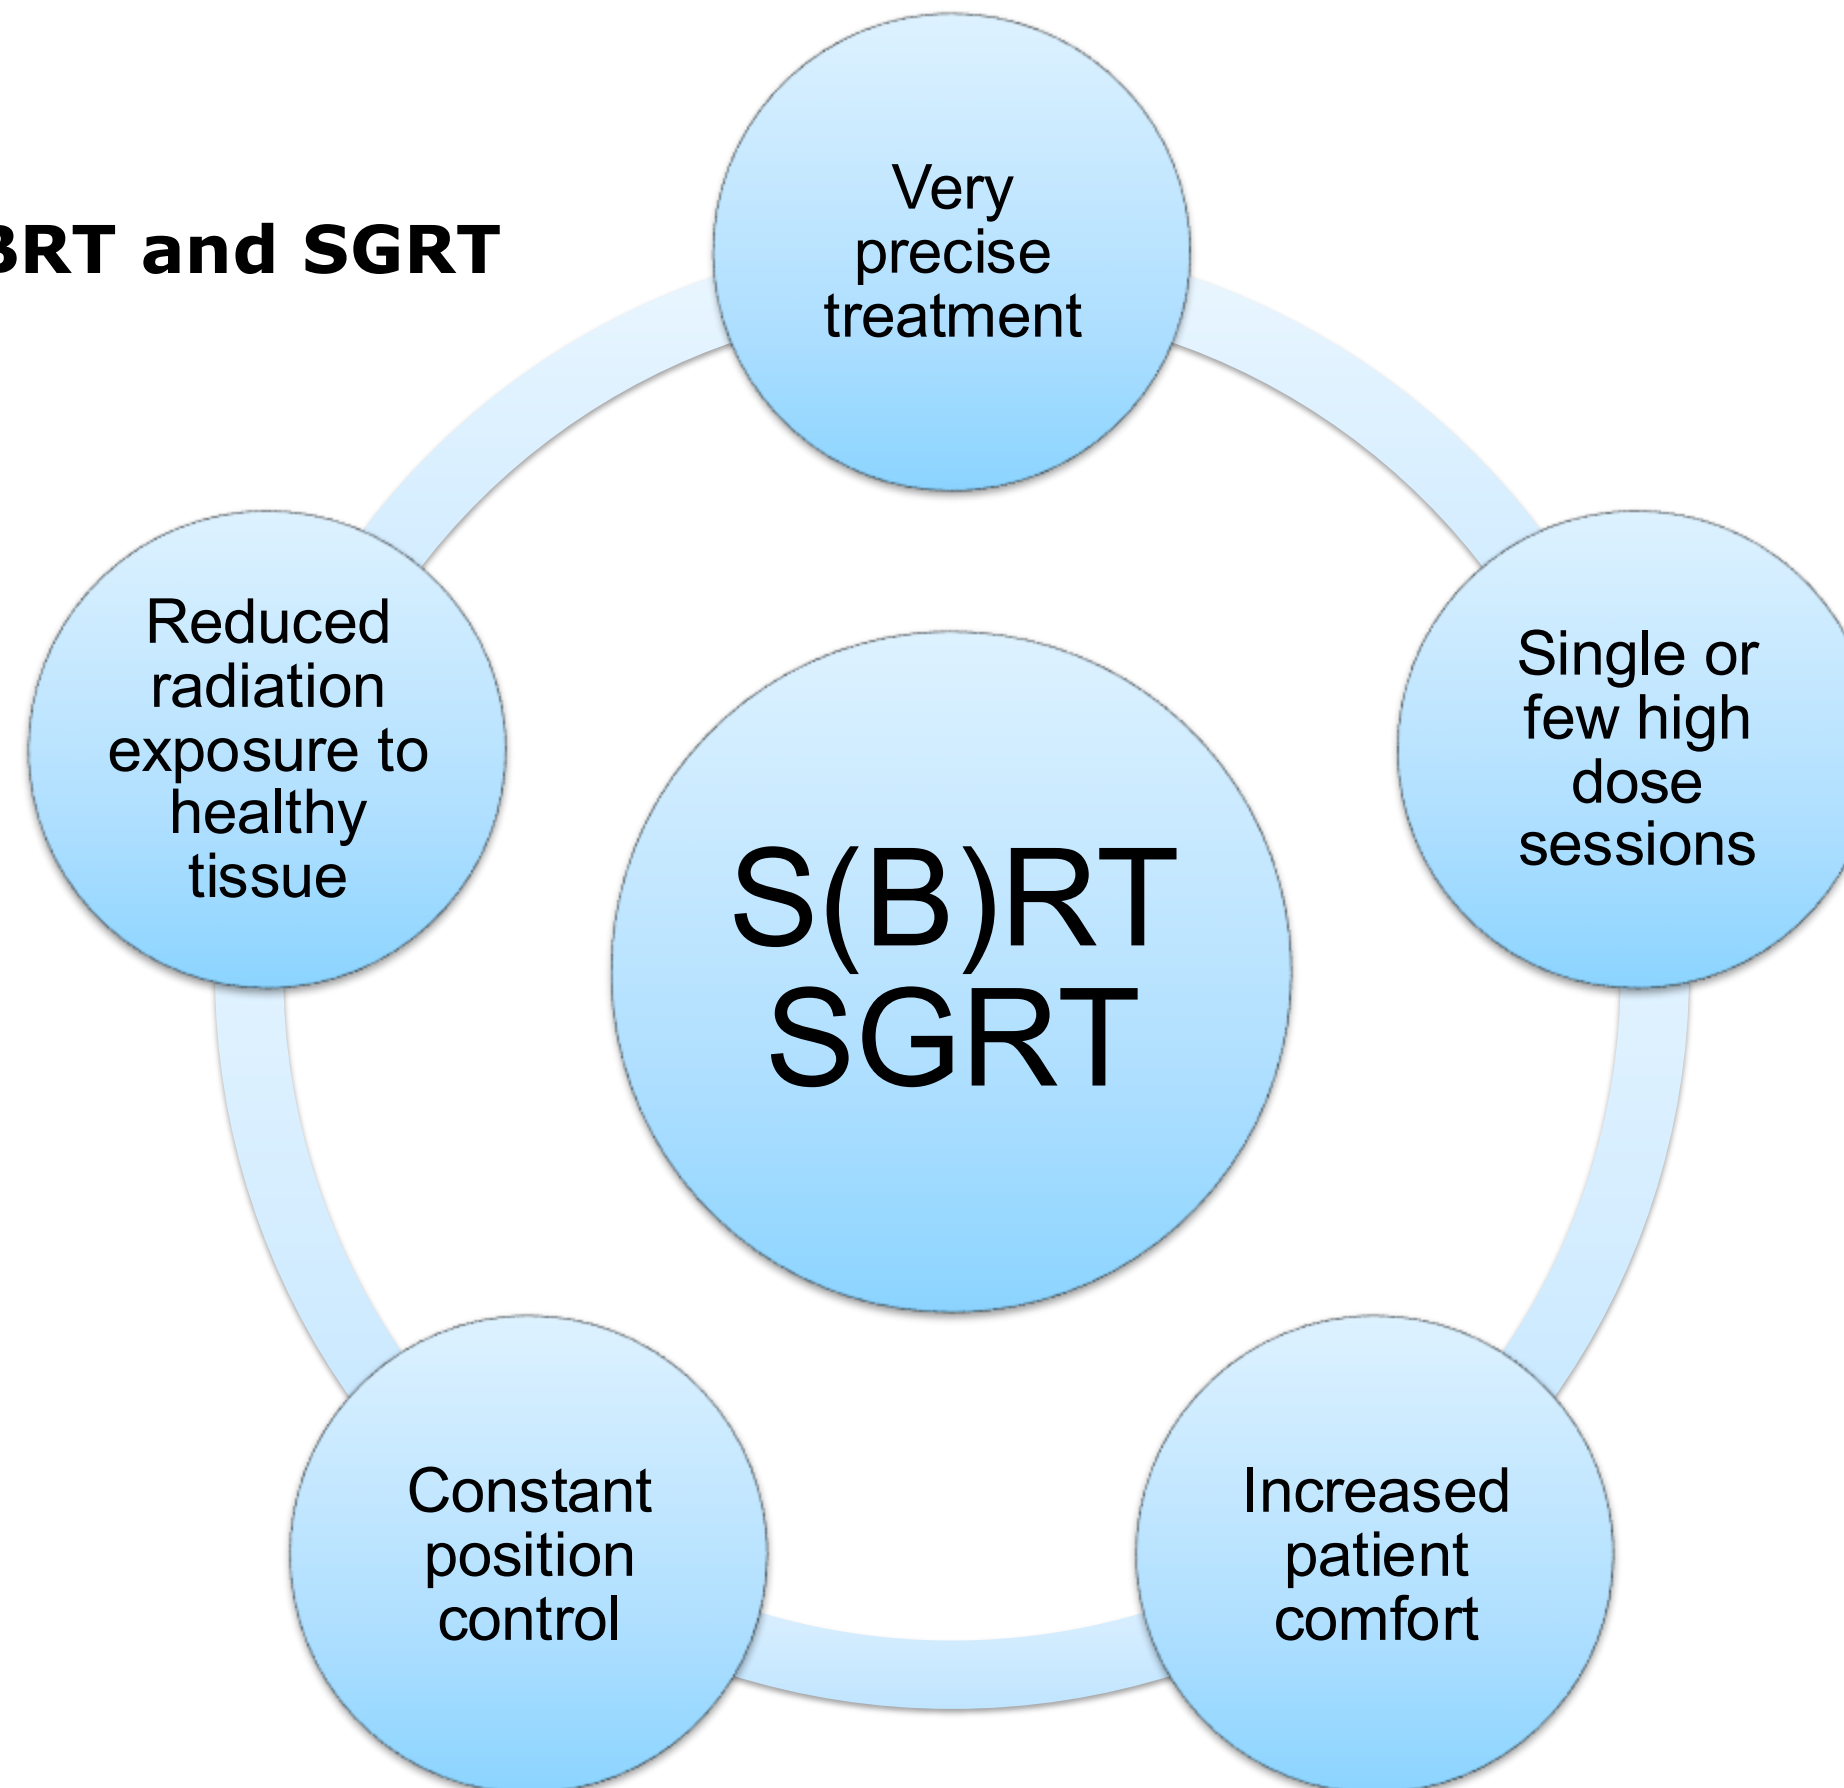 BRT and SGRT
Very
precise
treatment
Single or
few high
dose
sessions
Increased
patient
comfort
Constant
position
control
Reduced
radiation
exposure to
healthy
tissue
S(B)RT
SGRT